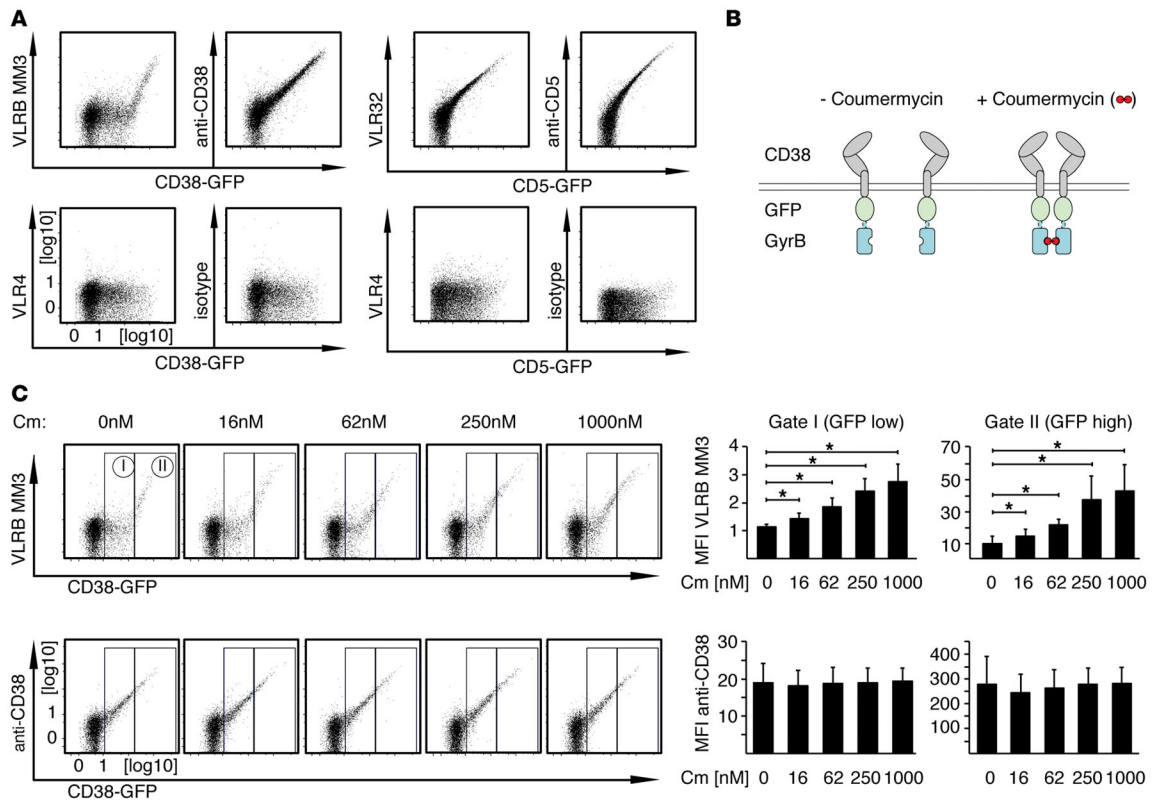 A
VLRB MM3
anti-CD38
CD38-GFP
VLR32
anti-CD5
CD5-GFP
VLR4
[log10]
1
0
0 1 [log10]
isotype
CD38-GFP
VLR4
isotype
CD5-GFP
B
- Coumermycin
+ Coumermycin ( )
CD38
GFP
GyrB
C
Cm: 0nM 16nM 62nM 250nM 1000nM
I II
VLRB MM3
CD38-GFP
anti-CD38
[log10]
1
0
0 1 [log10]
CD38-GFP
Gate I (GFP low)
MFI VLRB MM3
4
3
2
1
* * * *
Cm [nM] 0 16 62 250 1000
Gate II (GFP high)
70
50
30
10
* * * *
0 16 62 250 1000
MFI anti-CD38
30
20
10
Cm [nM] 0 16 62 250 1000
400
300
200
100
0 16 62 250 1000